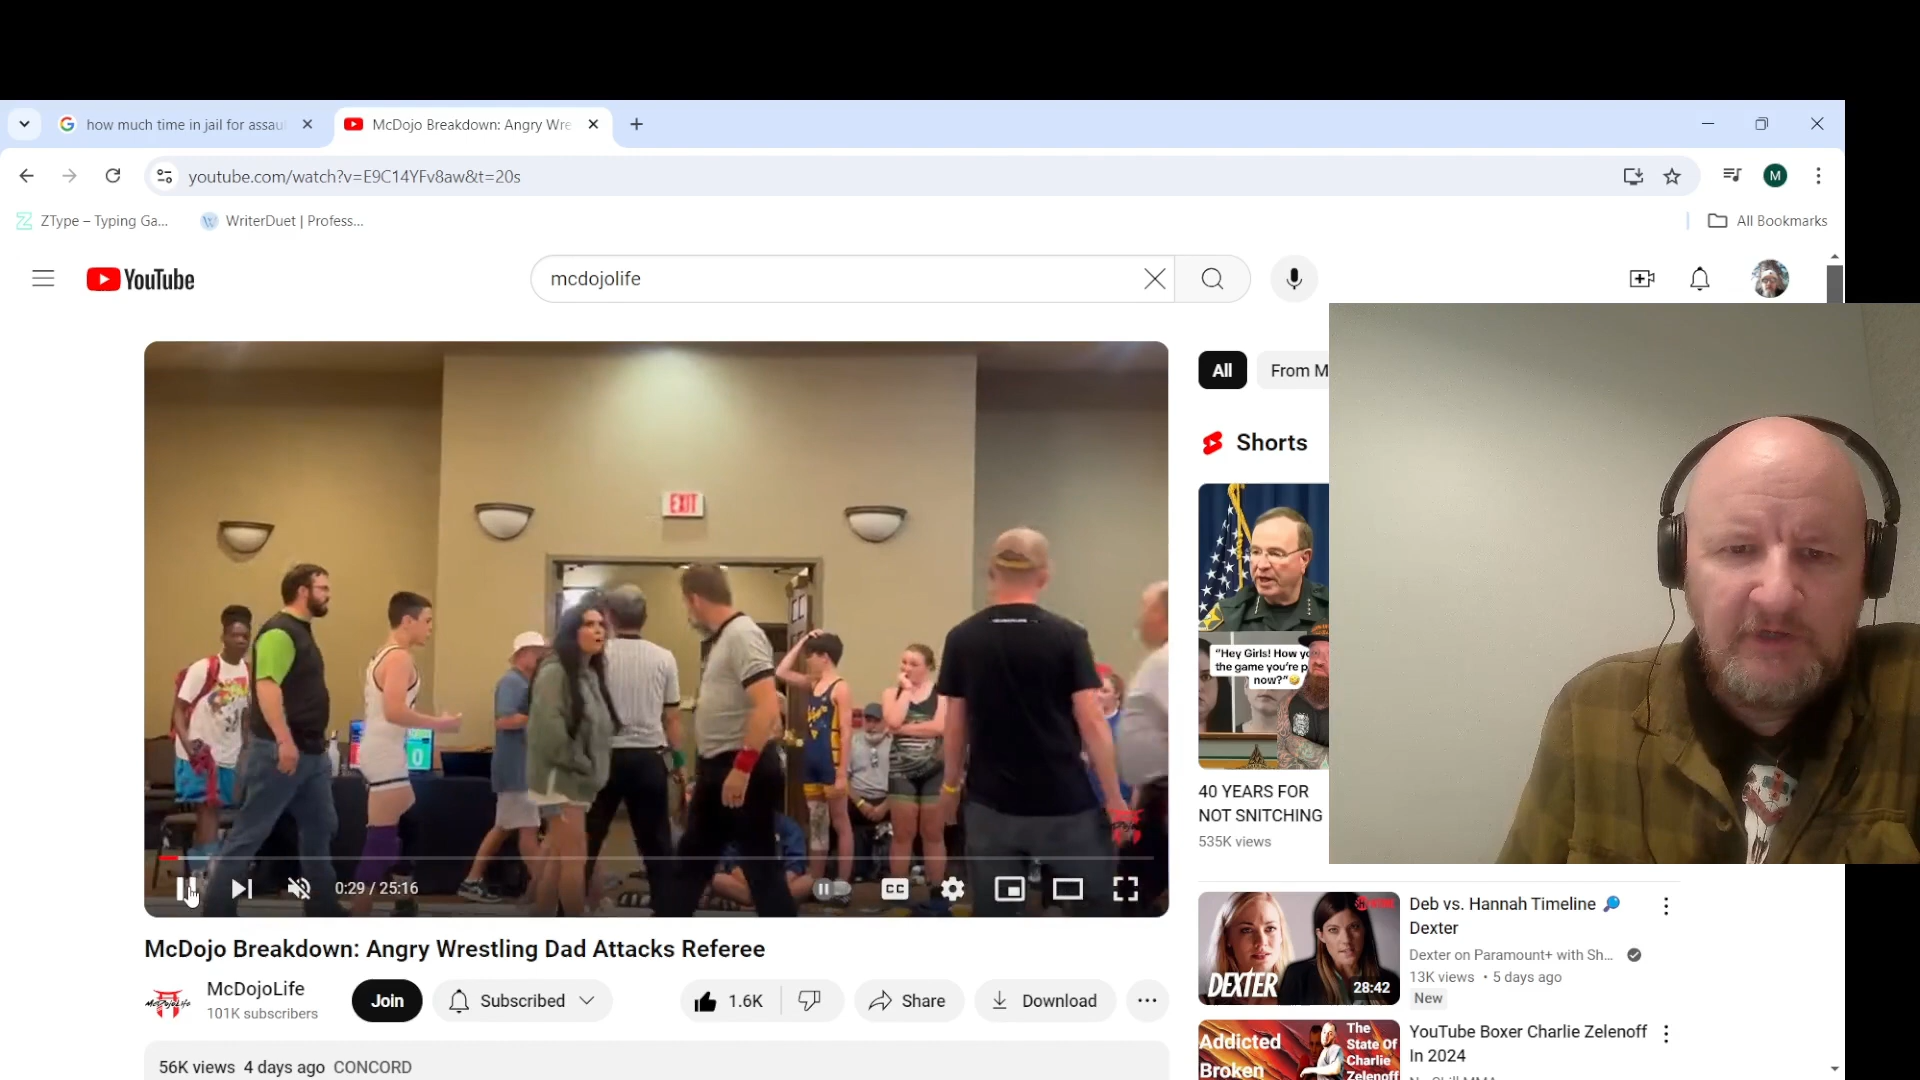 how much time in jail for assau
McDojo Breakdown: Angry Wre
youtube.com/watch?v=E9C14YFv8aw&t=20s
M
ZType – Typing Ga...
WriterDuet | Profess...
All Bookmarks
YouTube
mcdojolife
All
From M
Shorts
EXIT
0
"Hey Girls! How yo
the game you're p
now?"🤣
40 YEARS FOR
NOT SNITCHING
535K views
0:29 / 25:16
CC
McDojo Breakdown: Angry Wrestling Dad Attacks Referee
McDojoLife
101K subscribers
Join
Subscribed
1.6K
Share
Download
56K views 4 days ago CONCORD
DEXTER
28:42
Deb vs. Hannah Timeline 🔎
Dexter
Dexter on Paramount+ with Sh...
13K views • 5 days ago
New
Addicted
Broken
The
State Of
Charlie
Zelenoff
YouTube Boxer Charlie Zelenoff
In 2024